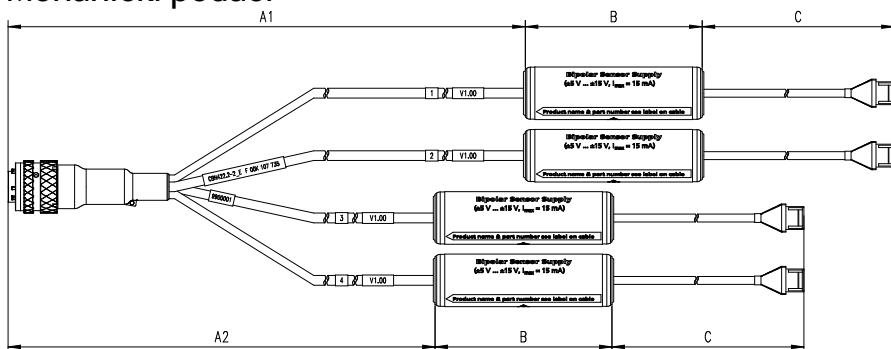 A1 B C
1 V1.00
Bipolar Sensor Supply
(±5 V ... ±15 V, Imax = 15 mA)
Product name & part number see label on cable
2 V1.00
Bipolar Sensor Supply
(±5 V ... ±15 V, Imax = 15 mA)
Product name & part number see label on cable
F 00K 107 735
9900001
3 V1.00
Bipolar Sensor Supply
(±5 V ... ±15 V, Imax = 15 mA)
Product name & part number see label on cable
4 V1.00
Bipolar Sensor Supply
(±5 V ... ±15 V, Imax = 15 mA)
Product name & part number see label on cable
A2 B C